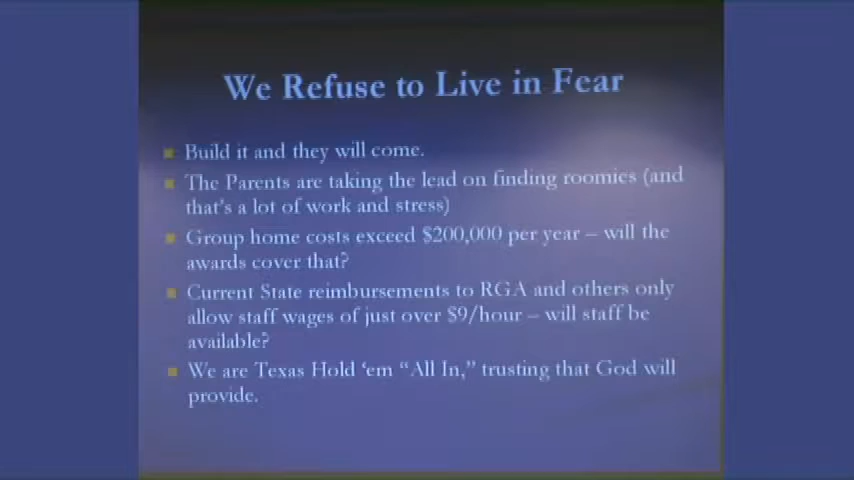 We Refuse to Live in Fear
Build it and they will come.
The Parents are taking the lead on finding roomies (and
that's a lot of work and stress)
Group home costs exceed $200,000 per year – will the
awards cover that?
Current State reimbursements to RGA and others only
allow staff wages of just over $9/hour – will staff be
available?
We are Texas Hold 'em “All In,” trusting that God will
provide.